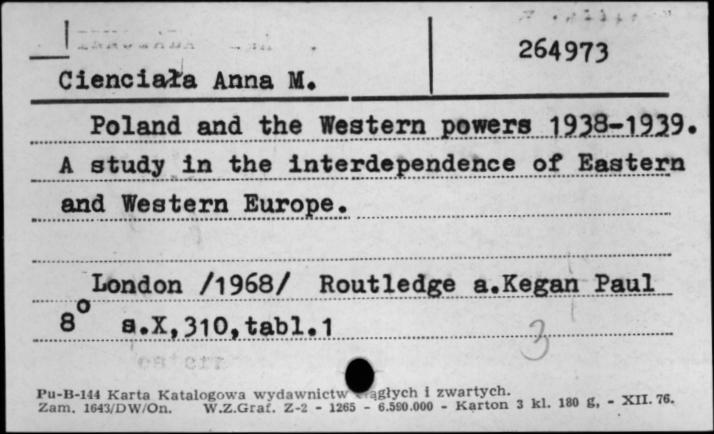 264973
Cienciała Anna M.
Poland and the Western powers 1938-1939.
A study in the interdependence of Eastern
and Western Europe.
London /1968/ Routledge a.Kegan Paul
8° s.X,310,tabl.1
3
Pu-B-144 Karta Katalogowa wydawnictw ciągłych i zwartych.
Zam. 1643/DW/On. W.Z.Graf. Z-2 - 1265 - 6.590.000 - Karton 3 kl. 180 g, - XII. 76.